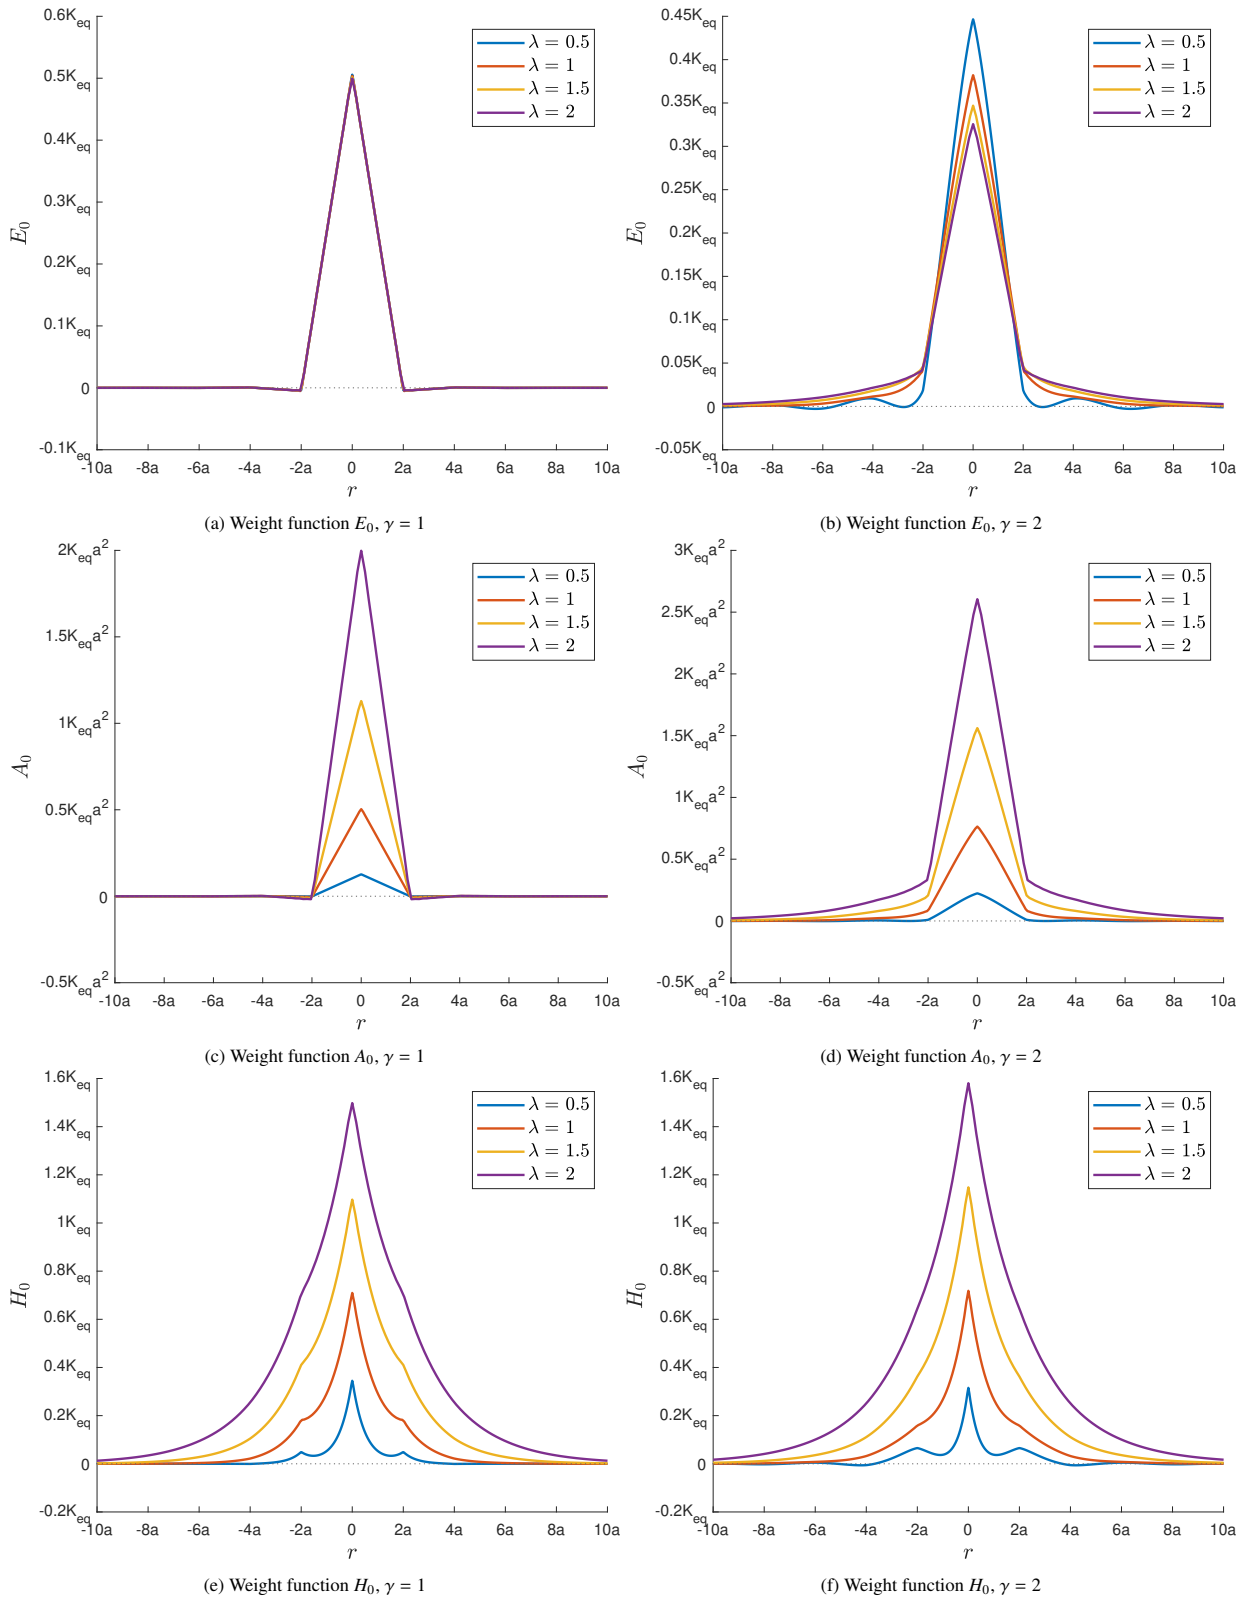 0.6K_eq
0.5K_eq
0.4K_eq
0.3K_eq
0.2K_eq
0.1K_eq
0
-0.1K_eq
E_0
-10a -8a -6a -4a -2a 0 2a 4a 6a 8a 10a
r
λ = 0.5
λ = 1
λ = 1.5
λ = 2
(a) Weight function E_0, γ = 1
0.45K_eq
0.4K_eq
0.35K_eq
0.3K_eq
0.25K_eq
0.2K_eq
0.15K_eq
0.1K_eq
0.05K_eq
0
-0.05K_eq
E_0
-10a -8a -6a -4a -2a 0 2a 4a 6a 8a 10a
r
λ = 0.5
λ = 1
λ = 1.5
λ = 2
(b) Weight function E_0, γ = 2
2K_eq a^2
1.5K_eq a^2
1K_eq a^2
0.5K_eq a^2
0
-0.5K_eq a^2
A_0
-10a -8a -6a -4a -2a 0 2a 4a 6a 8a 10a
r
λ = 0.5
λ = 1
λ = 1.5
λ = 2
(c) Weight function A_0, γ = 1
3K_eq a^2
2.5K_eq a^2
2K_eq a^2
1.5K_eq a^2
1K_eq a^2
0.5K_eq a^2
0
-0.5K_eq a^2
A_0
-10a -8a -6a -4a -2a 0 2a 4a 6a 8a 10a
r
λ = 0.5
λ = 1
λ = 1.5
λ = 2
(d) Weight function A_0, γ = 2
1.6K_eq
1.4K_eq
1.2K_eq
1K_eq
0.8K_eq
0.6K_eq
0.4K_eq
0.2K_eq
0
-0.2K_eq
H_0
-10a -8a -6a -4a -2a 0 2a 4a 6a 8a 10a
r
λ = 0.5
λ = 1
λ = 1.5
λ = 2
(e) Weight function H_0, γ = 1
1.6K_eq
1.4K_eq
1.2K_eq
1K_eq
0.8K_eq
0.6K_eq
0.4K_eq
0.2K_eq
0
-0.2K_eq
H_0
-10a -8a -6a -4a -2a 0 2a 4a 6a 8a 10a
r
λ = 0.5
λ = 1
λ = 1.5
λ = 2
(f) Weight function H_0, γ = 2